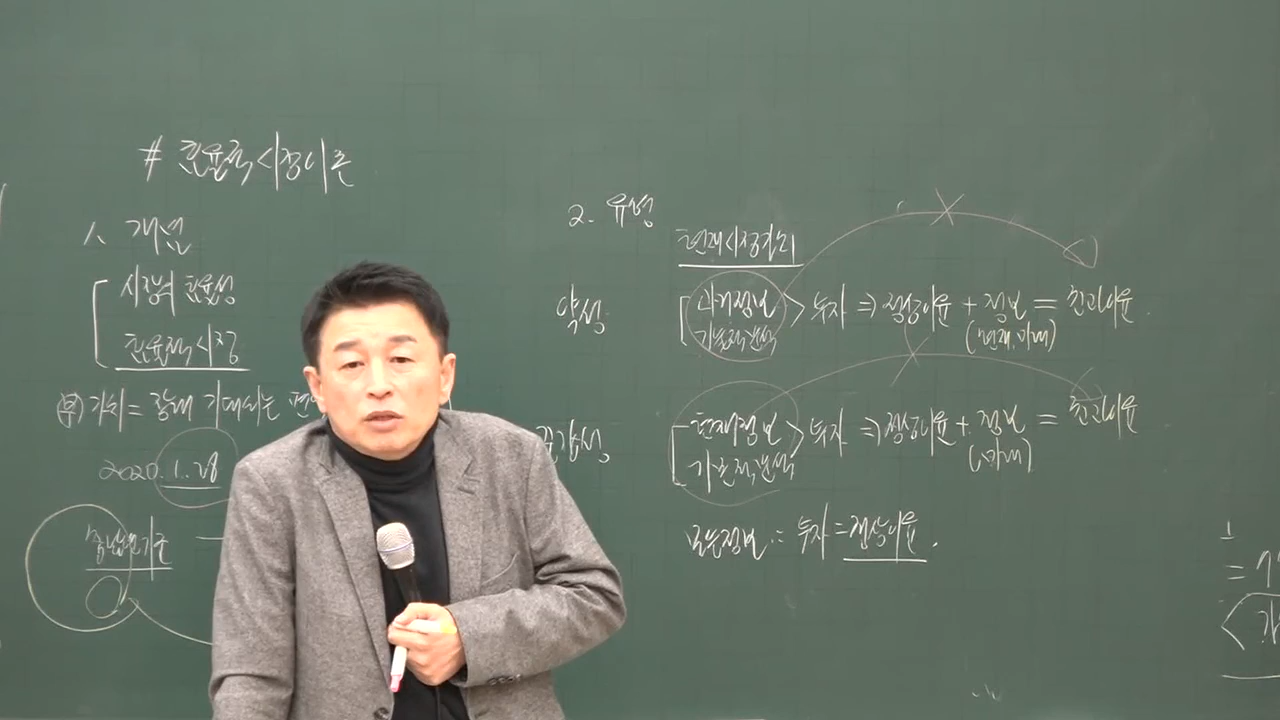 # 효율적 시장이론
1. 개념
시장의 효율성
효율적 시장
(부) 가치 = 장래 기대되는 편
2020.1.28
2. 유형
현재시장가치
약성
과거정보
기술적 분석
> 투자 ⇒ 정상이윤 + 정보 = 초과이윤.
(현재, 미래)
준강성
현재정보
기본적 분석
> 투자 ⇒ 정상이윤 + 정보 = 초과이윤
(미래)
모든정보 : 투자 = 정상이윤.